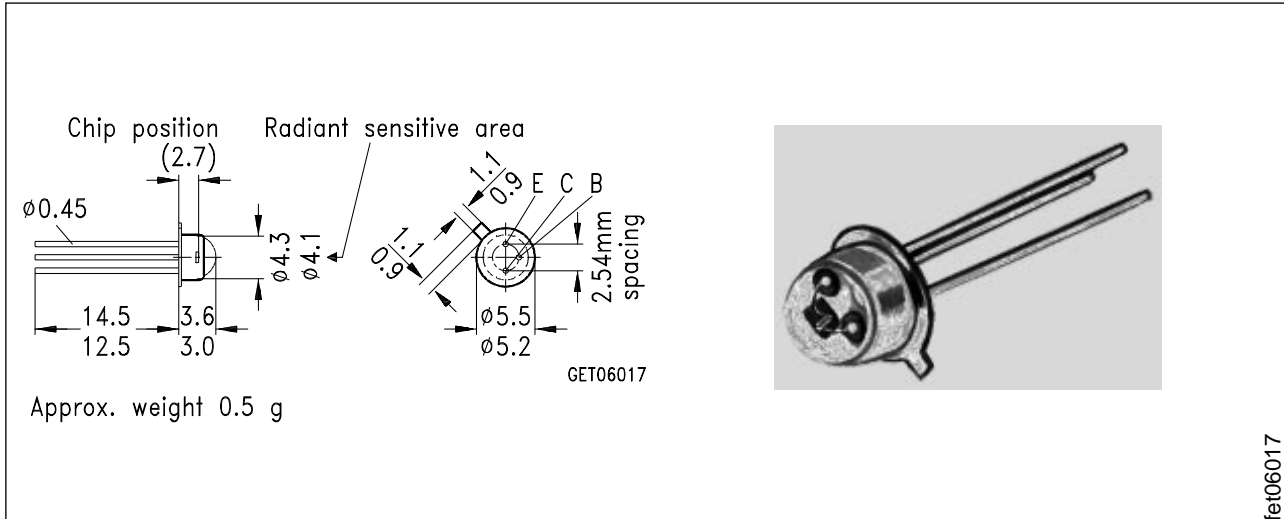 Chip position
(2.7)
Radiant sensitive area
ø0.45
ø4.3
ø4.1
14.5
12.5
3.6
3.0
1.1
0.9
1.1
0.9
E C B
2.54mm
spacing
ø5.5
ø5.2
GET06017
Approx. weight 0.5 g
fet06017